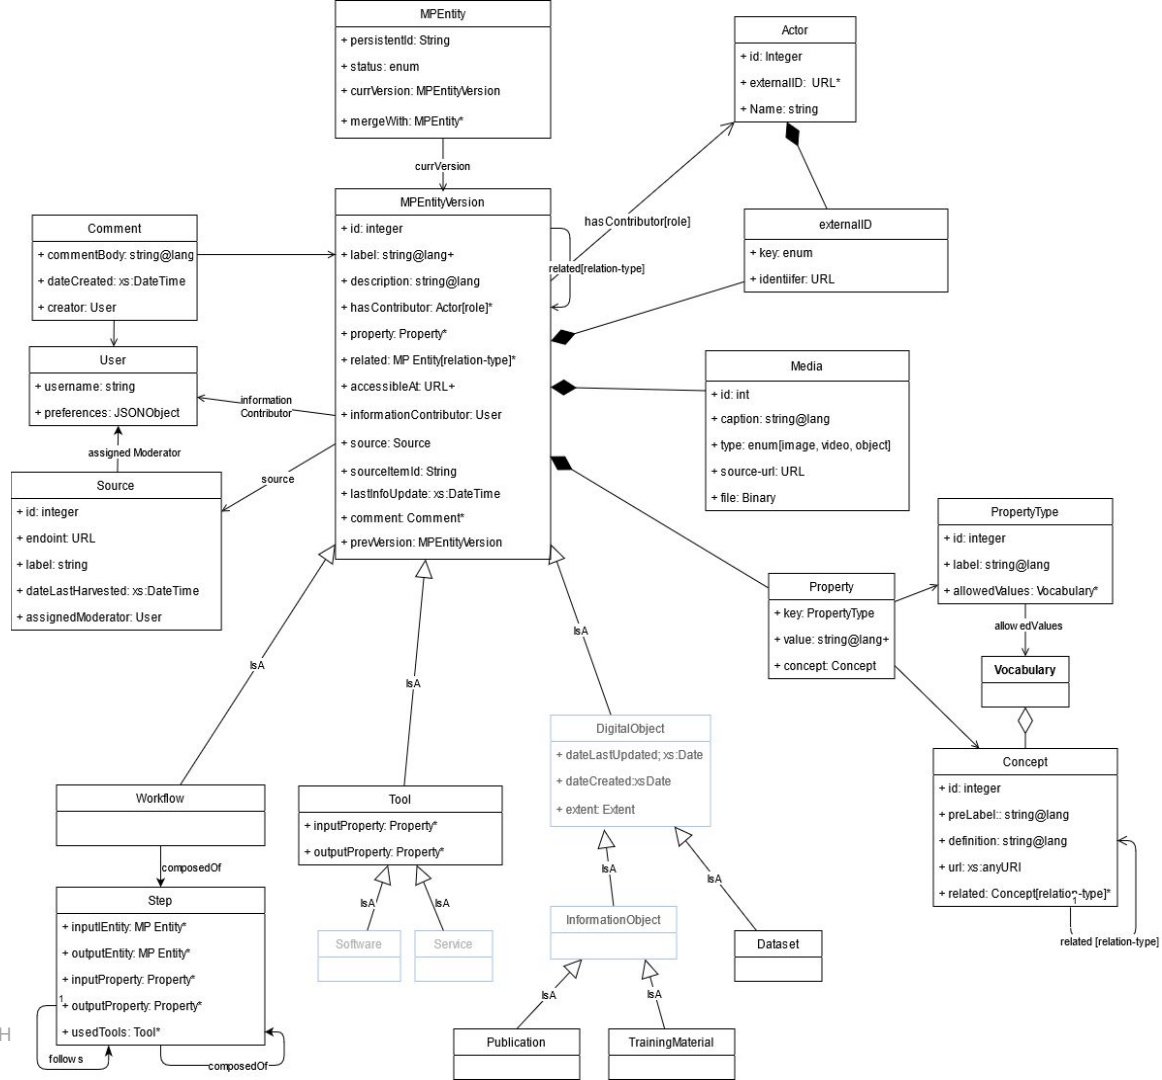 MPEntity
+ persistentId: String
+ status: enum
+ currVersion: MPEntityVersion
+ mergeWith: MPEntity*
currVersion
Actor
+ id: Integer
+ externalID: URL*
+ Name: string
hasContributor[role]
externalID
+ key: enum
+ identiifer: URL
MPEntityVersion
+ id: integer
+ label: string@lang+
+ description: string@lang
+ hasContributor: Actor[role]*
+ property: Property*
+ related: MP Entity[relation-type]*
+ accessibleAt: URL+
+ informationContributor: User
+ source: Source
+ sourceItemId: String
+ lastInfoUpdate: xs:DateTime
+ comment: Comment*
+ prevVersion: MPEntityVersion
related[relation-type]
Comment
+ commentBody: string@lang
+ dateCreated: xs:DateTime
+ creator: User
User
+ username: string
+ preferences: JSONObject
information
Contributor
assigned Moderator
source
Source
+ id: integer
+ endoint: URL
+ label: string
+ dateLastHarvested: xs:DateTime
+ assignedModerator: User
Media
+ id: int
+ caption: string@lang
+ type: enum[image, video, object]
+ source-url: URL
+ file: Binary
Property
+ key: PropertyType
+ value: string@lang+
+ concept: Concept
PropertyType
+ id: integer
+ label: string@lang
+ allowedValues: Vocabulary*
allowedValues
Vocabulary
Concept
+ id: integer
+ preLabel:: string@lang
+ definition: string@lang
+ url: xs:anyURI
+ related: Concept[relation-type]*
1
related [relation-type]
IsA
IsA
IsA
Workflow
composedOf
Step
+ inputIEntity: MP Entity*
+ outputEntity: MP Entity*
+ inputProperty: Property*
+ outputProperty: Property*
+ usedTools: Tool*
1
follows
composedOf
Tool
+ inputProperty: Property*
+ outputProperty: Property*
IsA
IsA
Software
Service
DigitalObject
+ dateLastUpdated; xs:Date
+ dateCreated:xsDate
+ extent: Extent
IsA
IsA
InformationObject
Dataset
IsA
IsA
Publication
TrainingMaterial
H